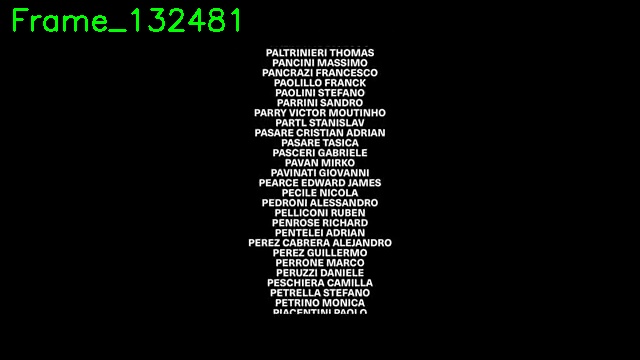 Frame_132481
PALTRINIERI THOMAS
PANCINI MASSIMO
PANCRAZI FRANCESCO
PAOLILLO FRANCK
PAOLINI STEFANO
PARRINI SANDRO
PARRY VICTOR MOUTINHO
PARTL STANISLAV
PASARE CRISTIAN ADRIAN
PASARE TASICA
PASCERI GABRIELE
PAVAN MIRKO
PAVINATI GIOVANNI
PEARCE EDWARD JAMES
PECILE NICOLA
PEDRONI ALESSANDRO
PELLICONI RUBEN
PENROSE RICHARD
PENTELEI ADRIAN
PEREZ CABRERA ALEJANDRO
PEREZ GUILLERMO
PERRONE MARCO
PERUZZI DANIELE
PESCHIERA CAMILLA
PETRELLA STEFANO
PETRINO MONICA
PIACENTINI PAOLO